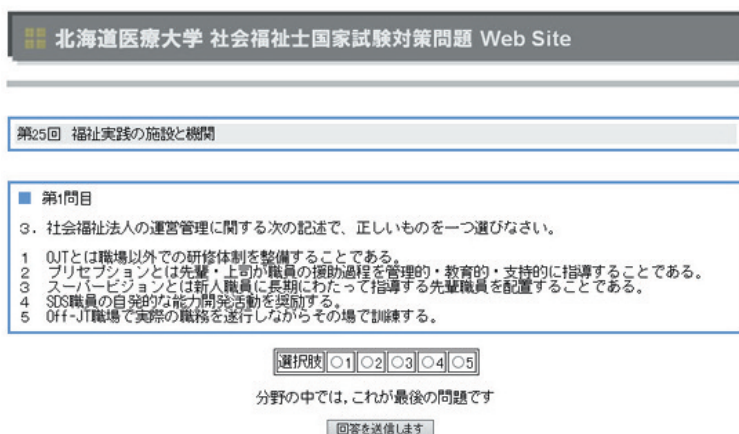 北海道医療大学 社会福祉士国家試験対策問題 Web Site
第25回 福祉実践の施設と機関
■ 第1問目
3．社会福祉法人の運営管理に関する次の記述で、正しいものを一つ選びなさい。
1 OJTとは職場以外での研修体制を整備することである。
2 プリセプションとは先輩・上司が職員の援助過程を管理的・教育的・支持的に指導することである。
3 スーパービジョンとは新人職員に長期にわたって指導する先輩職員を配置することである。
4 SDS職員の自発的な能力開発活動を奨励する。
5 Off-JT職場で実際の職務を遂行しながらその場で訓練する。
選択肢 ○1 ○2 ○3 ○4 ○5
分野の中では，これが最後の問題です
回答を送信します